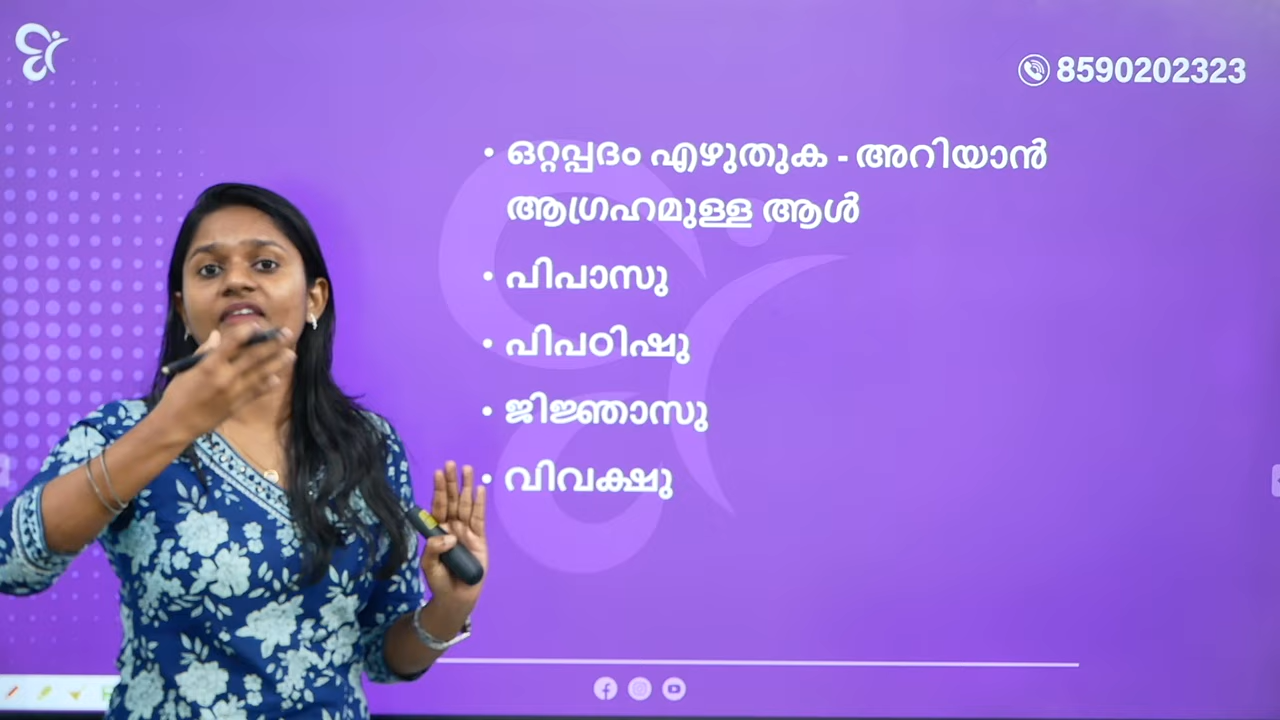 8590202323
• ഒറ്റപ്പദം എഴുതുക - അറിയാൻ
ആഗ്രഹമുള്ള ആൾ
• പിപാസു
• പിപഠിഷു
• ജിജ്ഞാസു
• വിവക്ഷു